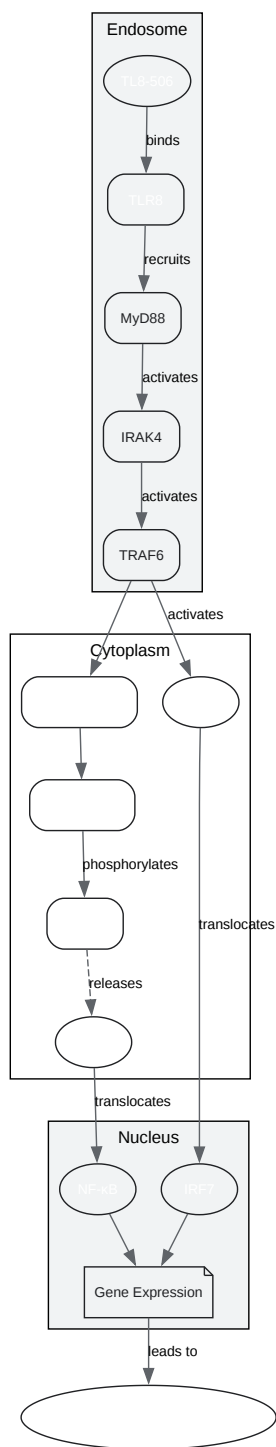 Endosome
TL8-506
binds
TLR8
recruits
MyD88
activates
IRAK4
activates
TRAF6
activates
Cytoplasm
phosphorylates
translocates
releases
translocates
Nucleus
NF-κB
IRF7
Gene Expression
leads to